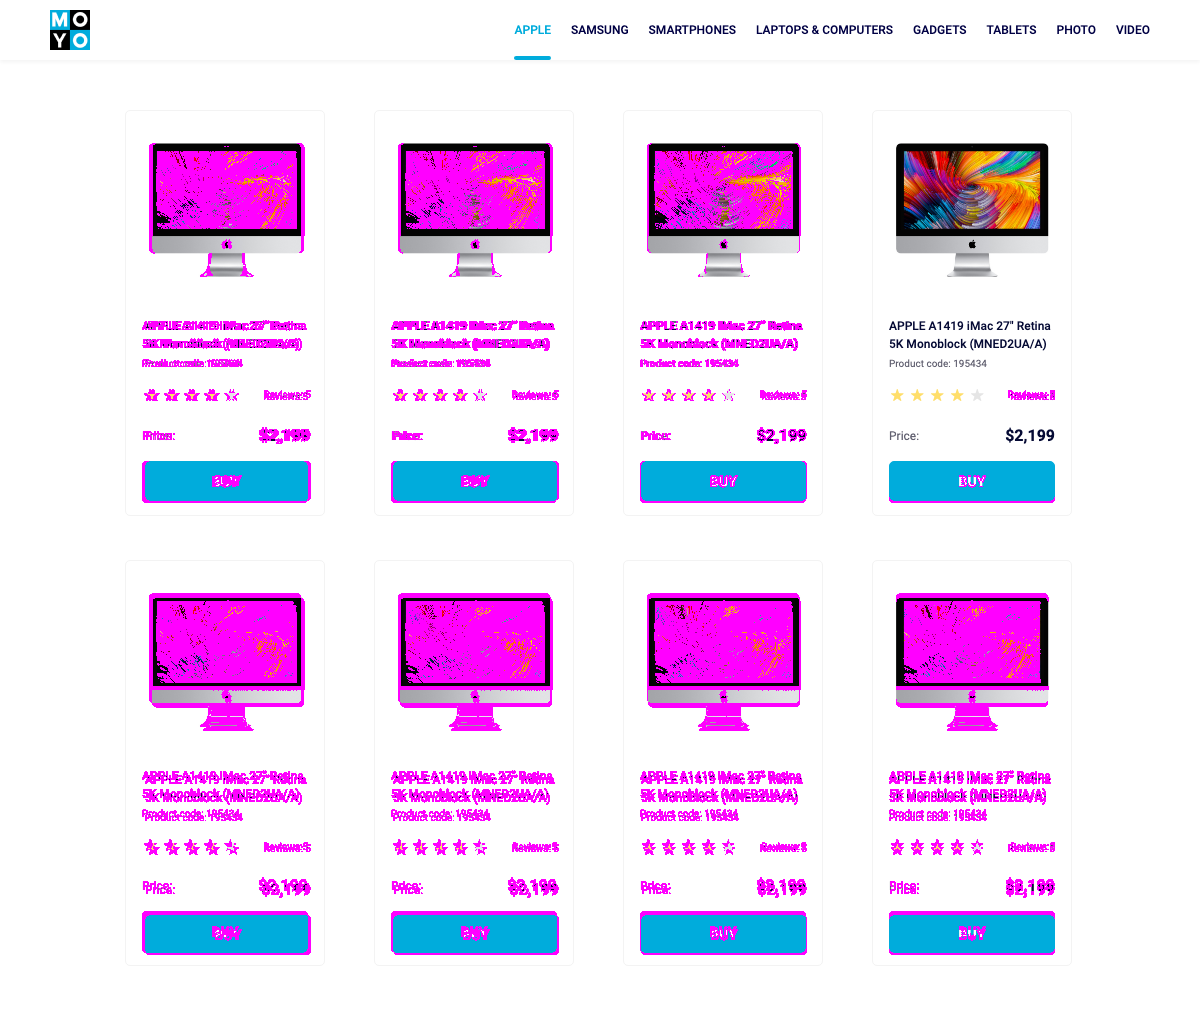 MO
YO
APPLE SAMSUNG SMARTPHONES LAPTOPS & COMPUTERS GADGETS TABLETS PHOTO VIDEO
APPLE A1419 iMac 27" Retina
5K Monoblock (MNED2UA/A)
Product code: 195434
Reviews: 5
Price:
$2,199
BUY
APPLE A1419 iMac 27" Retina
5K Monoblock (MNED2UA/A)
Product code: 195434
Reviews: 5
Price:
$2,199
BUY
APPLE A1419 iMac 27" Retina
5K Monoblock (MNED2UA/A)
Product code: 195434
Reviews: 5
Price:
$2,199
BUY
APPLE A1419 iMac 27" Retina
5K Monoblock (MNED2UA/A)
Product code: 195434
Reviews: 5
Price:
$2,199
BUY
APPLE A1419 iMac 27" Retina
5K Monoblock (MNED2UA/A)
Product code: 195434
Reviews: 5
Price:
$2,199
BUY
APPLE A1419 iMac 27" Retina
5K Monoblock (MNED2UA/A)
Product code: 195434
Reviews: 5
Price:
$2,199
BUY
APPLE A1419 iMac 27" Retina
5K Monoblock (MNED2UA/A)
Product code: 195434
Reviews: 5
Price:
$2,199
BUY
APPLE A1419 iMac 27" Retina
5K Monoblock (MNED2UA/A)
Product code: 195434
Reviews: 5
Price:
$2,199
BUY